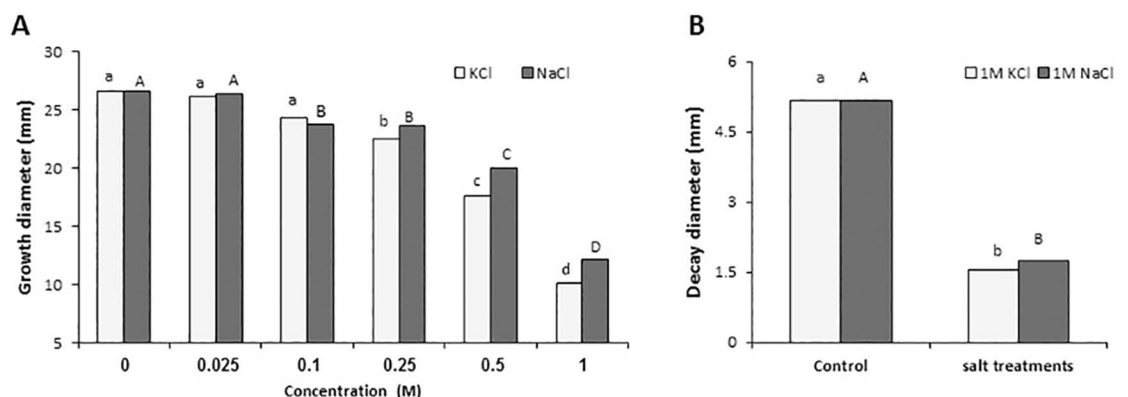 A
30
25
20
15
10
5
Growth diameter (mm)
KCl NaCl
a A
a A
a B
b B
c C
d D
0 0.025 0.1 0.25 0.5 1
Concentration (M)
B
6
4.5
3
1.5
0
Decay diameter (mm)
1M KCl 1M NaCl
a A
b B
Control salt treatments